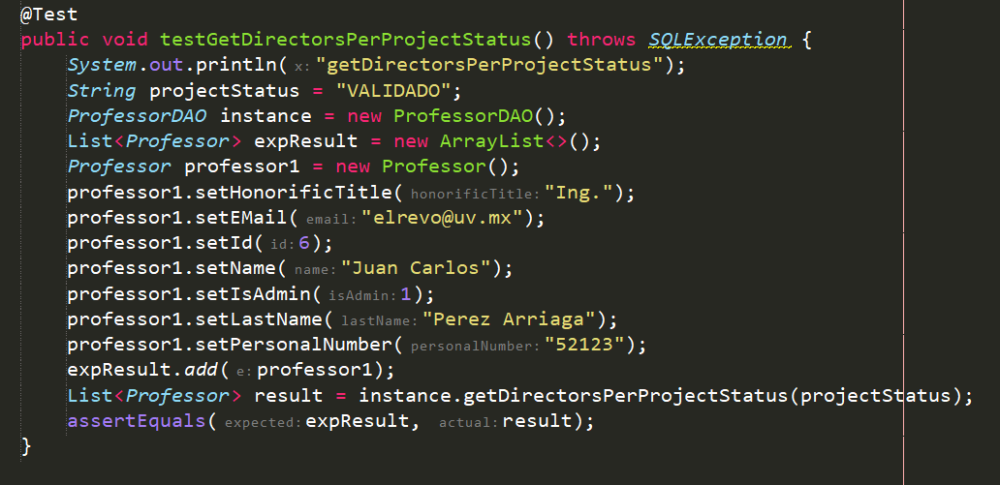 @Test
public void testGetDirectorsPerProjectStatus() throws SQLException {
System.out.println( x: "getDirectorsPerProjectStatus");
String projectStatus = "VALIDADO";
ProfessorDAO instance = new ProfessorDAO();
List<Professor> expResult = new ArrayList<>();
Professor professor1 = new Professor();
professor1.setHonorificTitle( honorificTitle: "Ing.");
professor1.setEMail( email: "elrevo@uv.mx");
professor1.setId( id: 6);
professor1.setName( name: "Juan Carlos");
professor1.setIsAdmin( isAdmin: 1);
professor1.setLastName( lastName: "Perez Arriaga");
professor1.setPersonalNumber( personalNumber: "52123");
expResult.add( e: professor1);
List<Professor> result = instance.getDirectorsPerProjectStatus(projectStatus);
assertEquals( expected: expResult, actual: result);
}